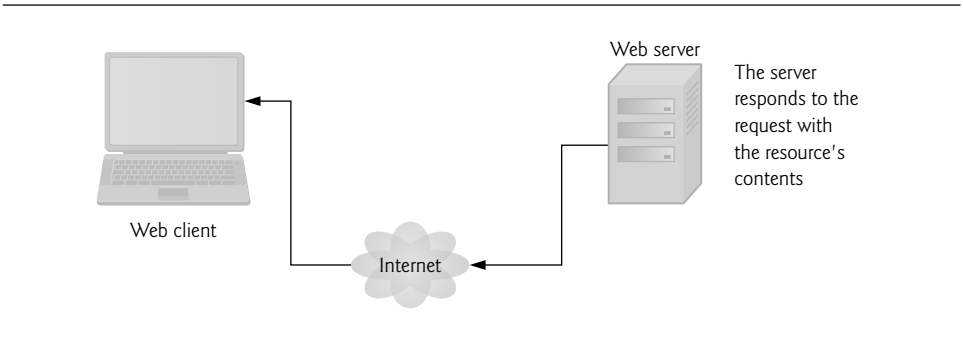 Web server
The server
responds to the
request with
the resource's
contents
Web client
Internet